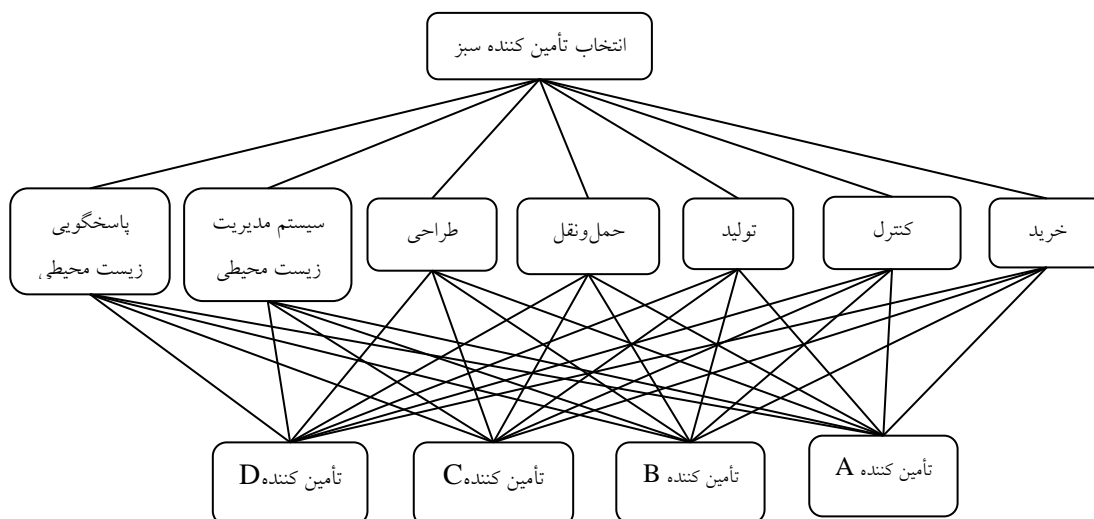 انتخاب تأمین کننده سبز
خرید
کنترل
تولید
حمل‌ونقل
طراحی
سیستم مدیریت
زیست محیطی
پاسخگویی
زیست محیطی
تأمین کننده A
تأمین کننده B
تأمین کنندهC
تأمین کنندهD